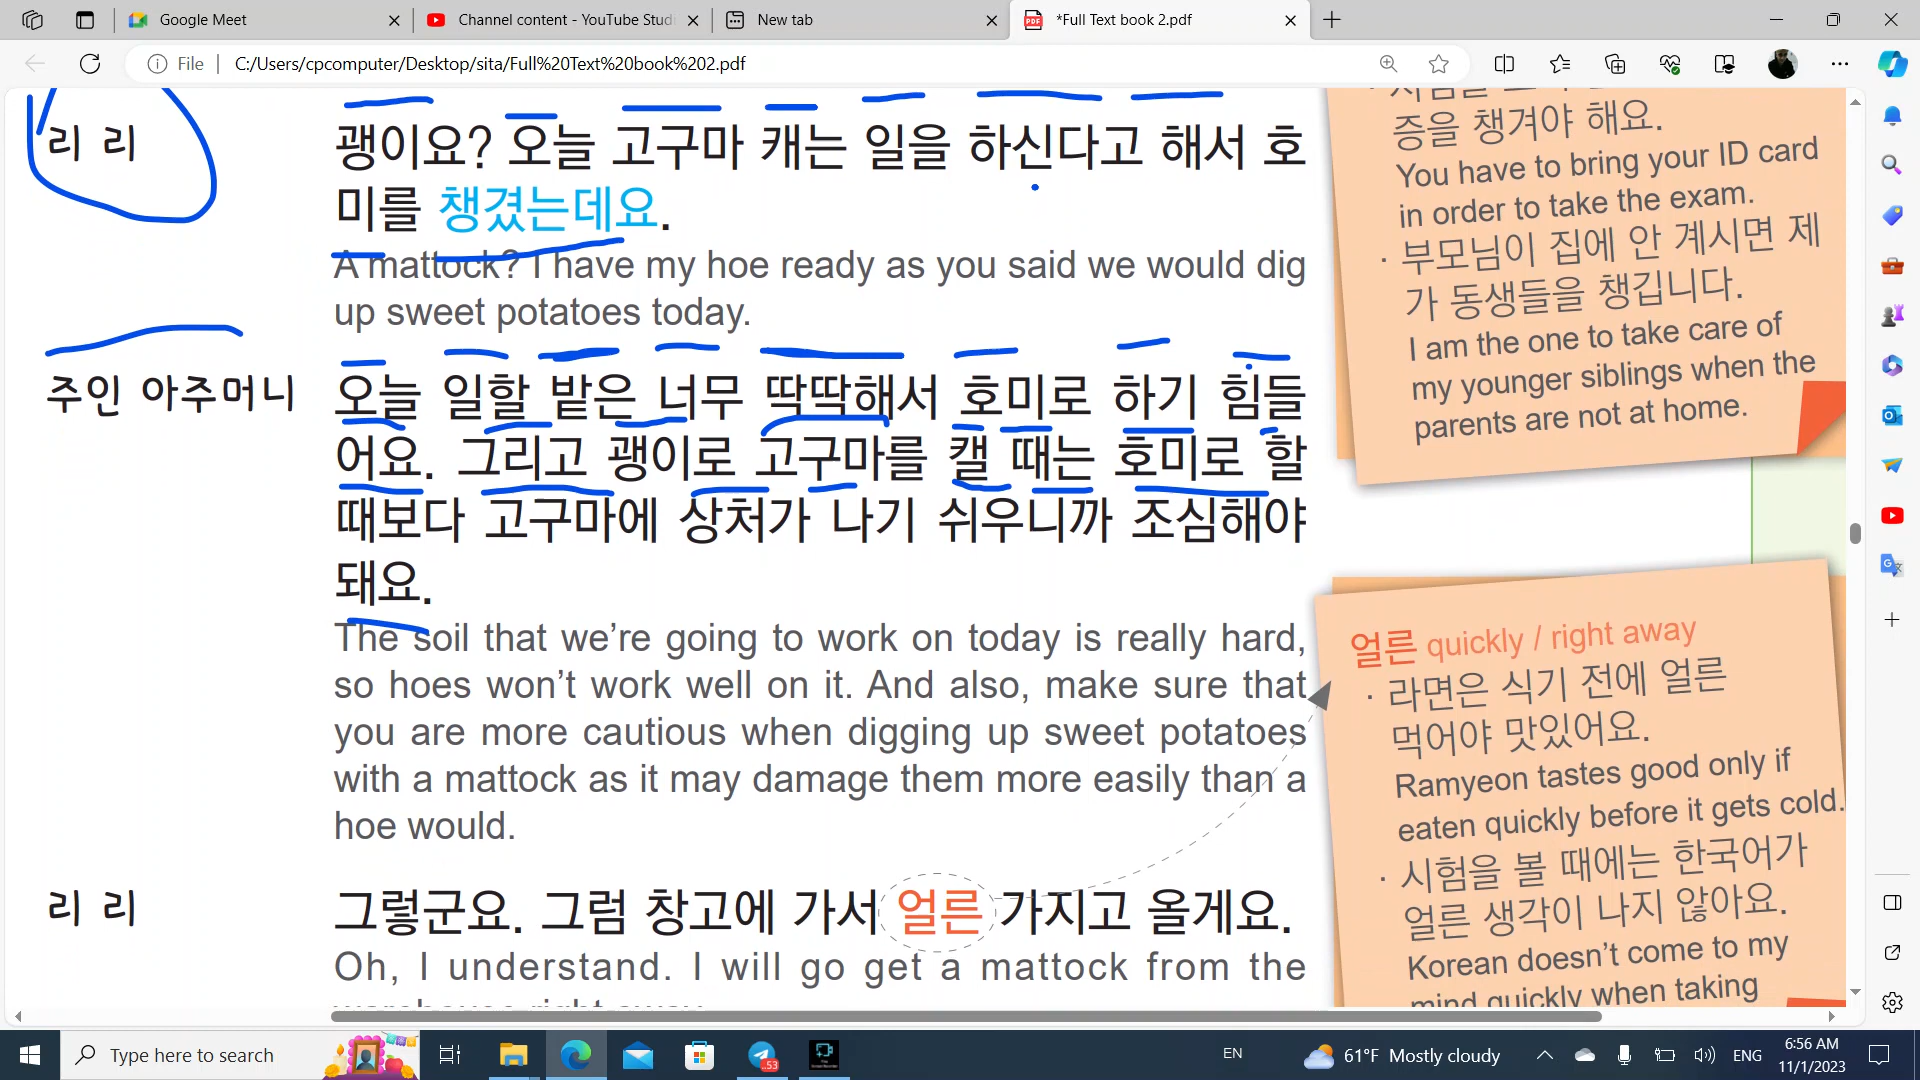 Google Meet
Channel content - YouTube Studi
New tab
*Full Text book 2.pdf
File
C:/Users/cpcomputer/Desktop/sita/Full%20Text%20book%202.pdf
리 리
괭이요? 오늘 고구마 캐는 일을 하신다고 해서 호
미를 챙겼는데요.
A mattock? I have my hoe ready as you said we would dig
up sweet potatoes today.
주인 아주머니
오늘 일할 밭은 너무 딱딱해서 호미로 하기 힘들
어요. 그리고 괭이로 고구마를 캘 때는 호미로 할
때보다 고구마에 상처가 나기 쉬우니까 조심해야
돼요.
The soil that we're going to work on today is really hard,
so hoes won't work well on it. And also, make sure that
you are more cautious when digging up sweet potatoes
with a mattock as it may damage them more easily than a
hoe would.
리 리
그렇군요. 그럼 창고에 가서 얼른 가지고 올게요.
Oh, I understand. I will go get a mattock from the
증을 챙겨야 해요.
You have to bring your ID card
in order to take the exam.
· 부모님이 집에 안 계시면 제
가 동생들을 챙깁니다.
I am the one to take care of
my younger siblings when the
parents are not at home.
얼른 quickly / right away
· 라면은 식기 전에 얼른
먹어야 맛있어요.
Ramyeon tastes good only if
eaten quickly before it gets cold.
· 시험을 볼 때에는 한국어가
얼른 생각이 나지 않아요.
Korean doesn't come to my
mind quickly when taking
Type here to search
.53
EN
61°F Mostly cloudy
ENG
6:56 AM
11/1/2023